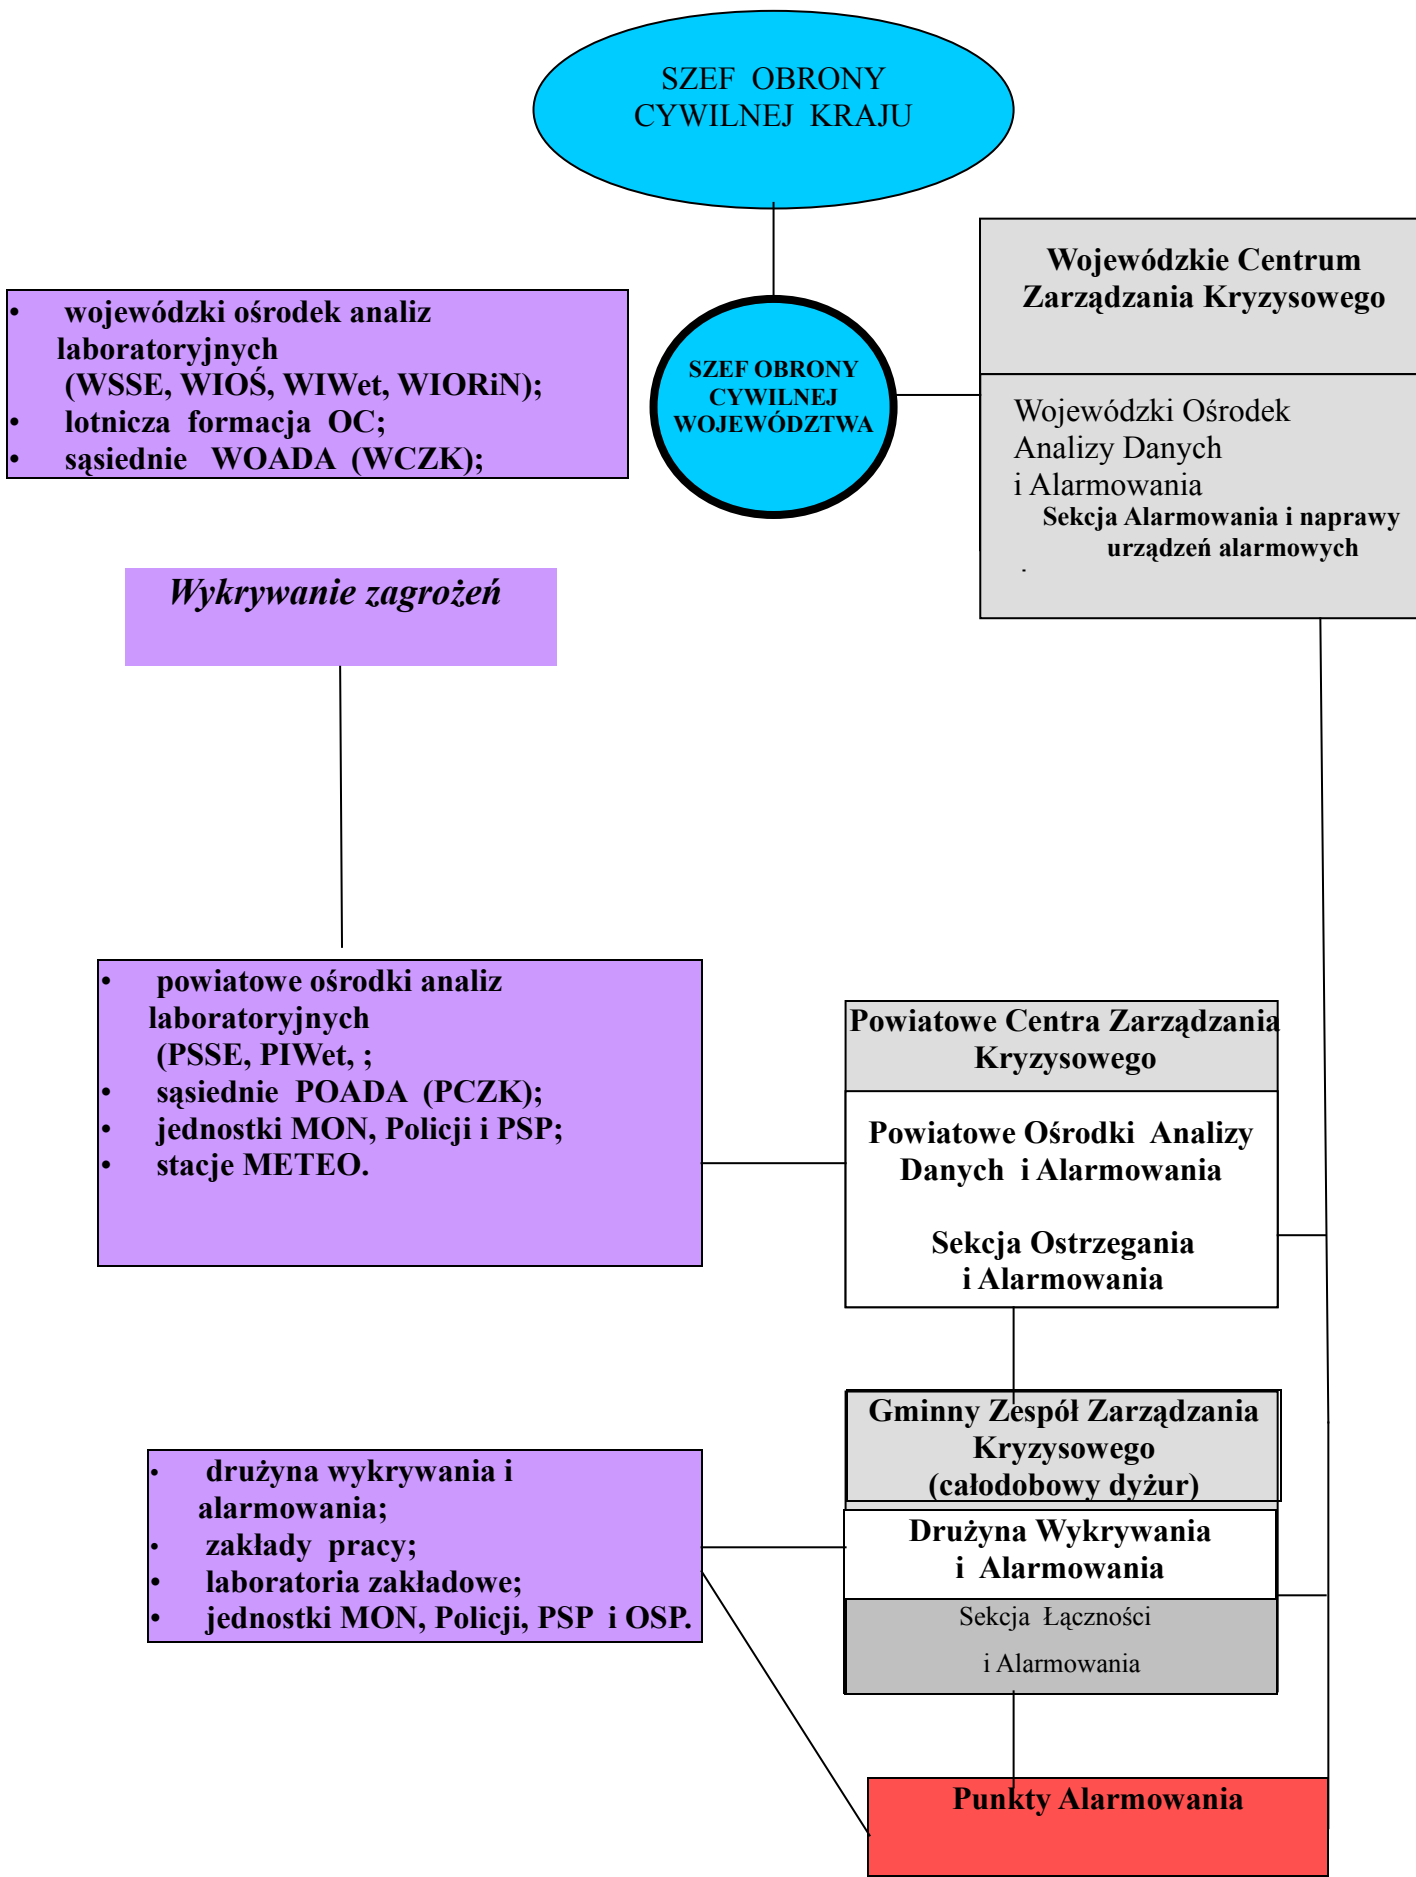 SZEF OBRONY
CYWILNEJ KRAJU
Wojewódzkie Centrum
Zarządzania Kryzysowego
• wojewódzki ośrodek analiz
laboratoryjnych
(WSSE, WIOŚ, WIWet, WIORiN);
• lotnicza formacja OC;
• sąsiednie WOADA (WCZK);
SZEF OBRONY
CYWILNEJ
WOJEWÓDZTWA
Wojewódzki Ośrodek
Analizy Danych
i Alarmowania
Sekcja Alarmowania i naprawy
urządzeń alarmowych
.
Wykrywanie zagrożeń
• powiatowe ośrodki analiz
laboratoryjnych
(PSSE, PIWet, ;
• sąsiednie POADA (PCZK);
• jednostki MON, Policji i PSP;
• stacje METEO.
Powiatowe Centra Zarządzania
Kryzysowego
Powiatowe Ośrodki Analizy
Danych i Alarmowania
Sekcja Ostrzegania
i Alarmowania
Gminny Zespół Zarządzania
Kryzysowego
(całodobowy dyżur)
• drużyna wykrywania i
alarmowania;
• zakłady pracy;
• laboratoria zakładowe;
• jednostki MON, Policji, PSP i OSP.
Drużyna Wykrywania
i Alarmowania
Sekcja Łączności
i Alarmowania
Punkty Alarmowania